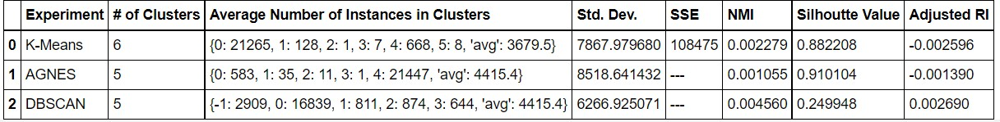 Experiment # of Clusters Average Number of Instances in Clusters Std. Dev. SSE NMI Silhoutte Value Adjusted RI
0 K-Means 6 {0: 21265, 1: 128, 2: 1, 3: 7, 4: 668, 5: 8, 'avg': 3679.5} 7867.979680 108475 0.002279 0.882208 -0.002596
1 AGNES 5 {0: 583, 1: 35, 2: 11, 3: 1, 4: 21447, 'avg': 4415.4} 8518.641432 --- 0.001055 0.910104 -0.001390
2 DBSCAN 5 {-1: 2909, 0: 16839, 1: 811, 2: 874, 3: 644, 'avg': 4415.4} 6266.925071 --- 0.004560 0.249948 0.002690